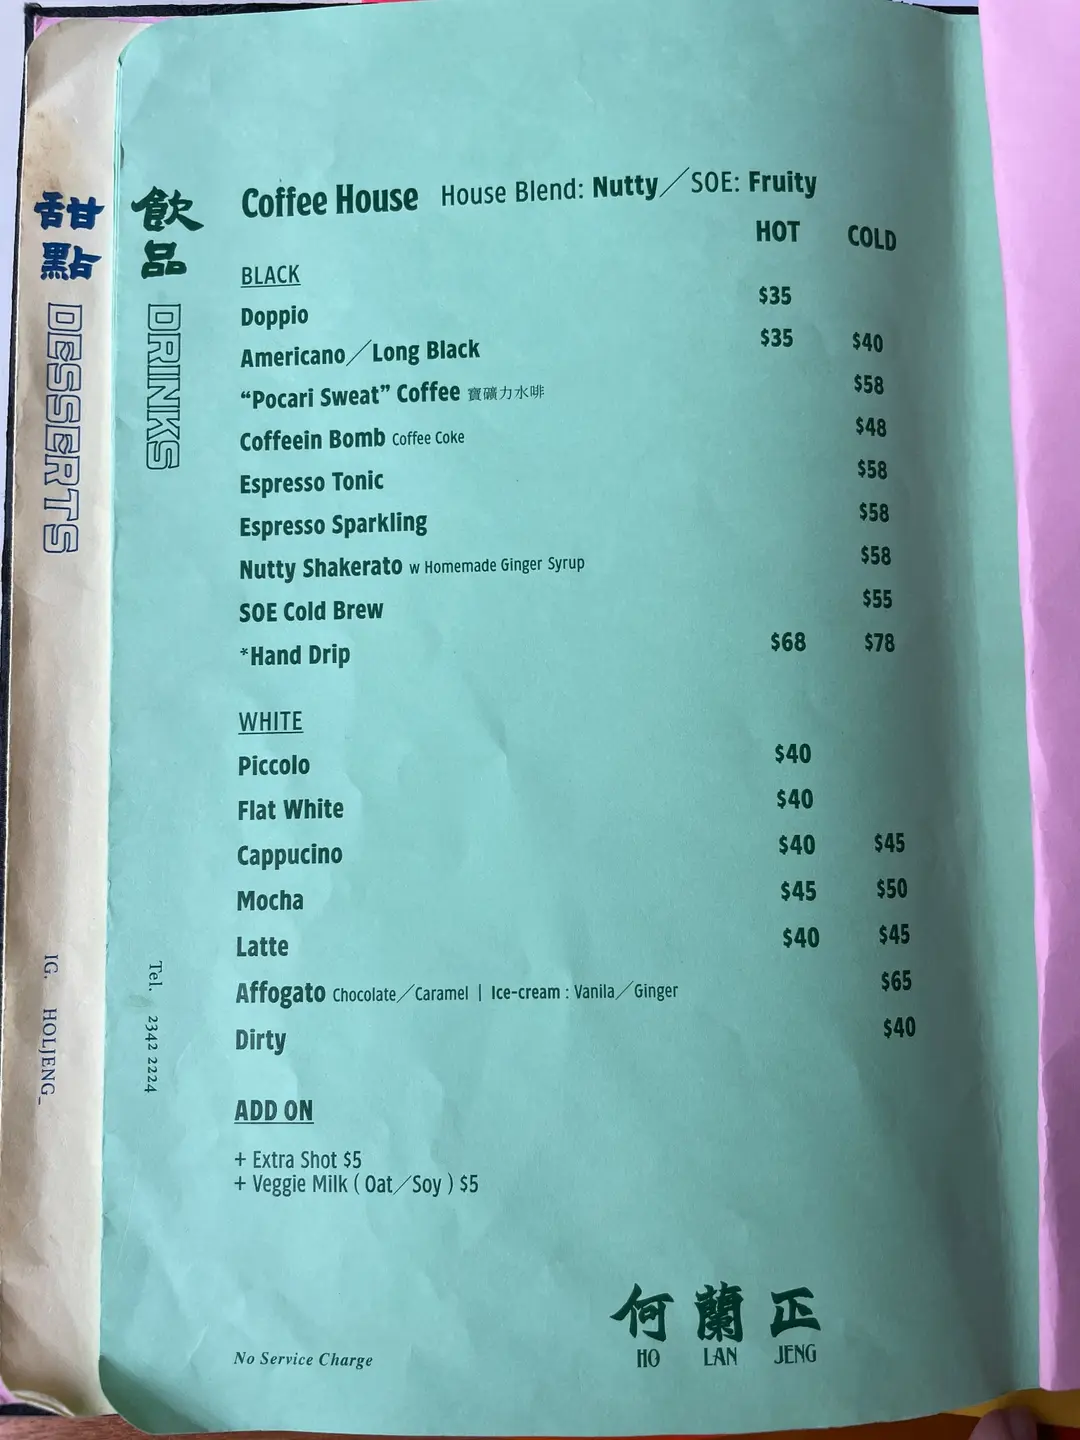 甜點 DESSERTS
IG. HOLJENG_
飲品 DRINKS
Tel. 2342 2224
Coffee House House Blend: Nutty／SOE: Fruity
HOT COLD
BLACK
Doppio $35
Americano／Long Black $35 $40
“Pocari Sweat” Coffee 寶礦力水啡 $58
Coffeein Bomb Coffee Coke $48
Espresso Tonic $58
Espresso Sparkling $58
Nutty Shakerato w Homemade Ginger Syrup $58
SOE Cold Brew $55
*Hand Drip $68 $78
WHITE
Piccolo $40
Flat White $40
Cappucino $40 $45
Mocha $45 $50
Latte $40 $45
Affogato Chocolate／Caramel | Ice-cream : Vanila／Ginger $65
Dirty $40
ADD ON
+ Extra Shot $5
+ Veggie Milk ( Oat／Soy ) $5
何蘭正
HO LAN JENG
No Service Charge